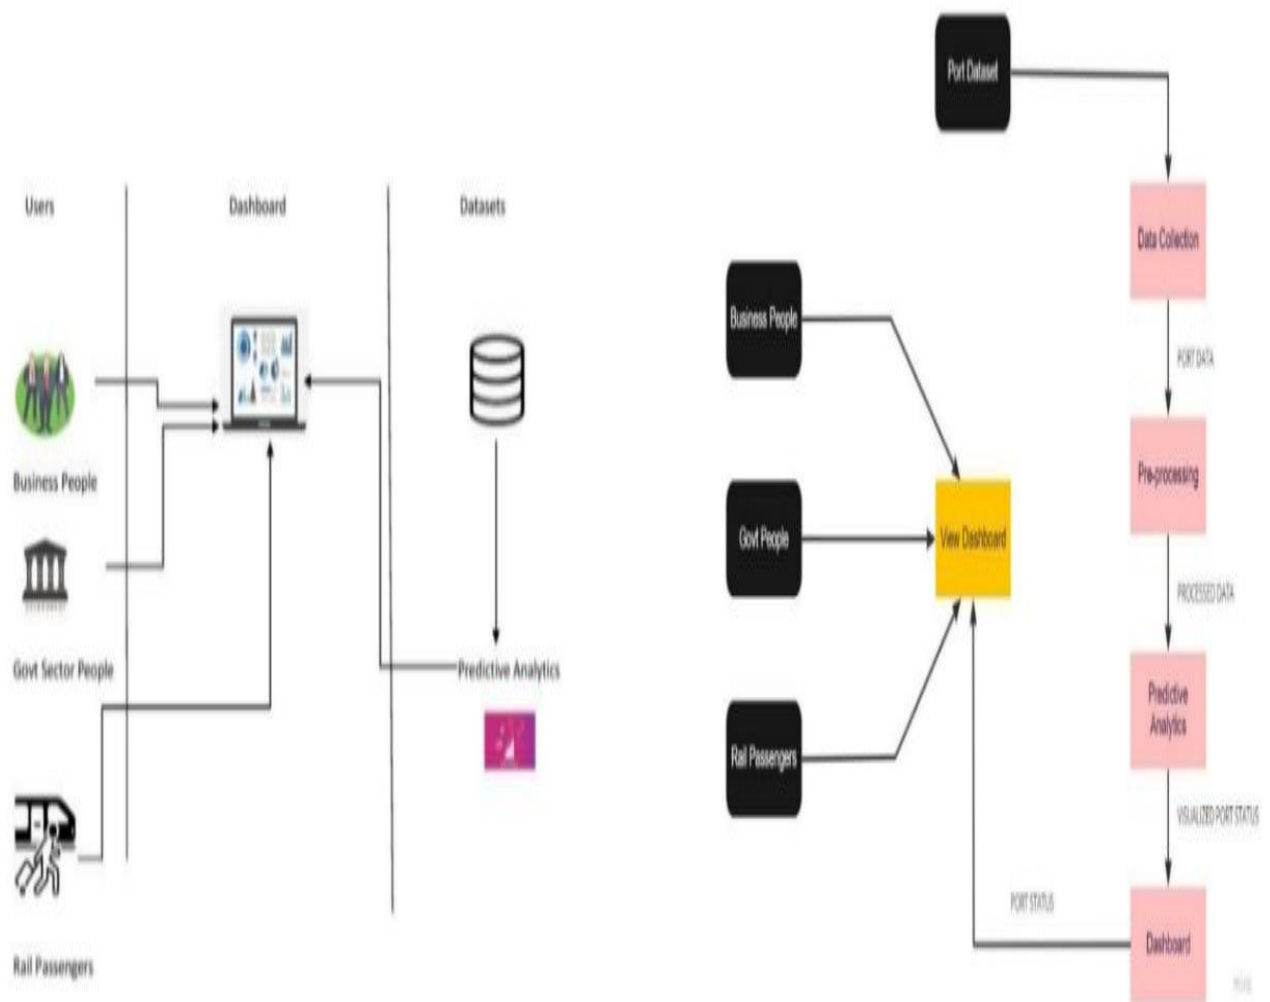 Users
Dashboard
Datasets
Business People
Govt Sector People
Predictive Analytics
Rail Passengers
Port Dataset
Data Collection
Business People
PORT DATA
Pre-processing
Govt People
View Dashboard
PROCESSED DATA
Predictive
Analytics
Rail Passengers
VISUALIZED PORT STATUS
PORT STATUS
Dashboard